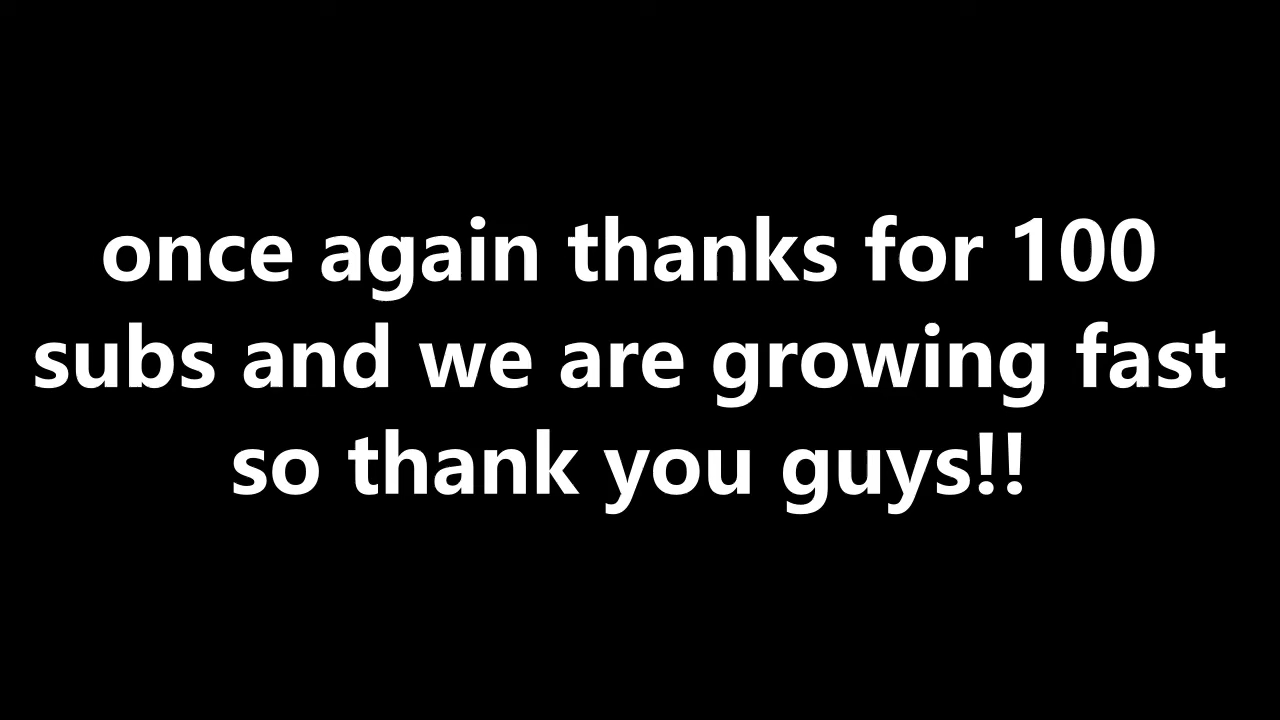 once again thanks for 100
subs and we are growing fast
so thank you guys!!